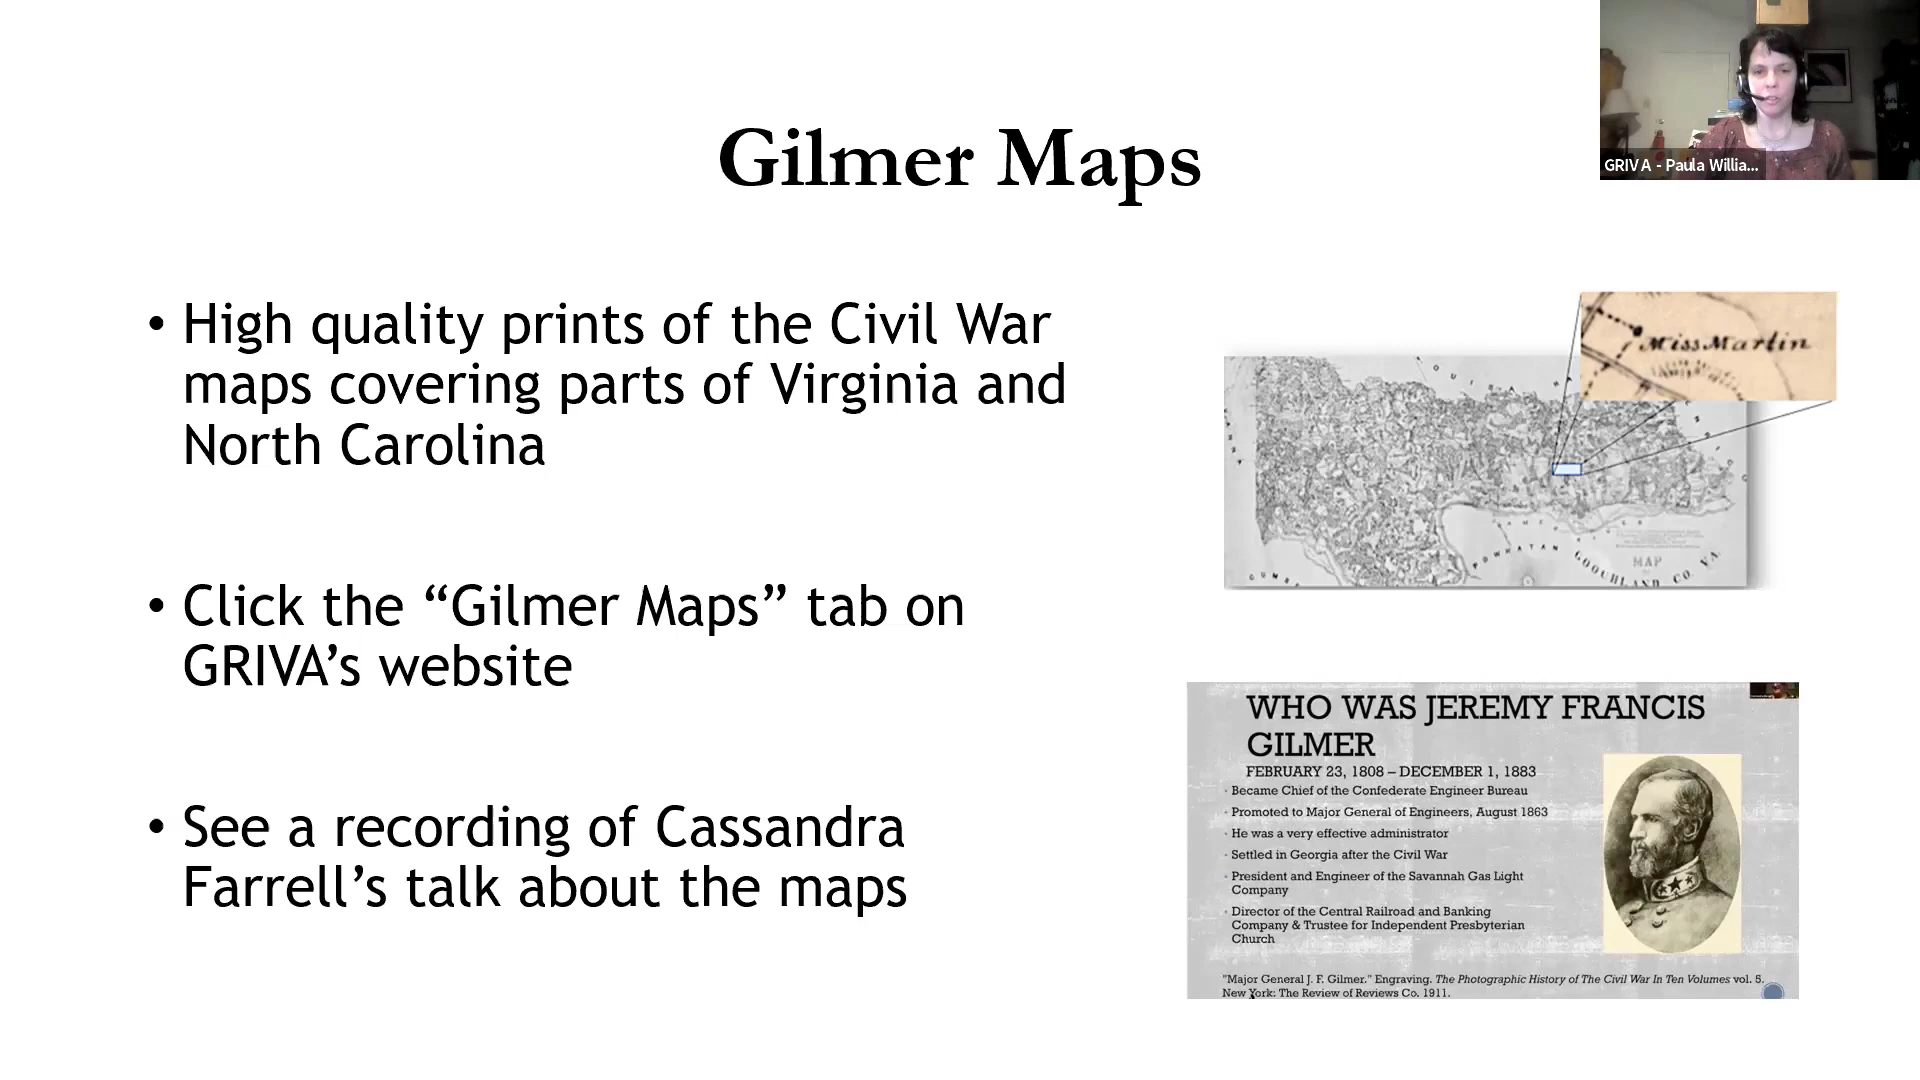 Gilmer Maps
GRIVA - Paula Willia...
• High quality prints of the Civil War
maps covering parts of Virginia and
North Carolina
• Click the “Gilmer Maps” tab on
GRIVA’s website
• See a recording of Cassandra
Farrell’s talk about the maps
Miss Martin
POWHATAN
MAP
GOOCHLAND CO VA.
WHO WAS JEREMY FRANCIS
GILMER
FEBRUARY 23, 1808 – DECEMBER 1, 1883
Became Chief of the Confederate Engineer Bureau
Promoted to Major General of Engineers, August 1863
He was a very effective administrator
Settled in Georgia after the Civil War
President and Engineer of the Savannah Gas Light
Company
Director of the Central Railroad and Banking
Company & Trustee for Independent Presbyterian
Church
"Major General J. F. Gilmer." Engraving. The Photographic History of The Civil War In Ten Volumes vol. 5.
New York: The Review of Reviews Co. 1911.